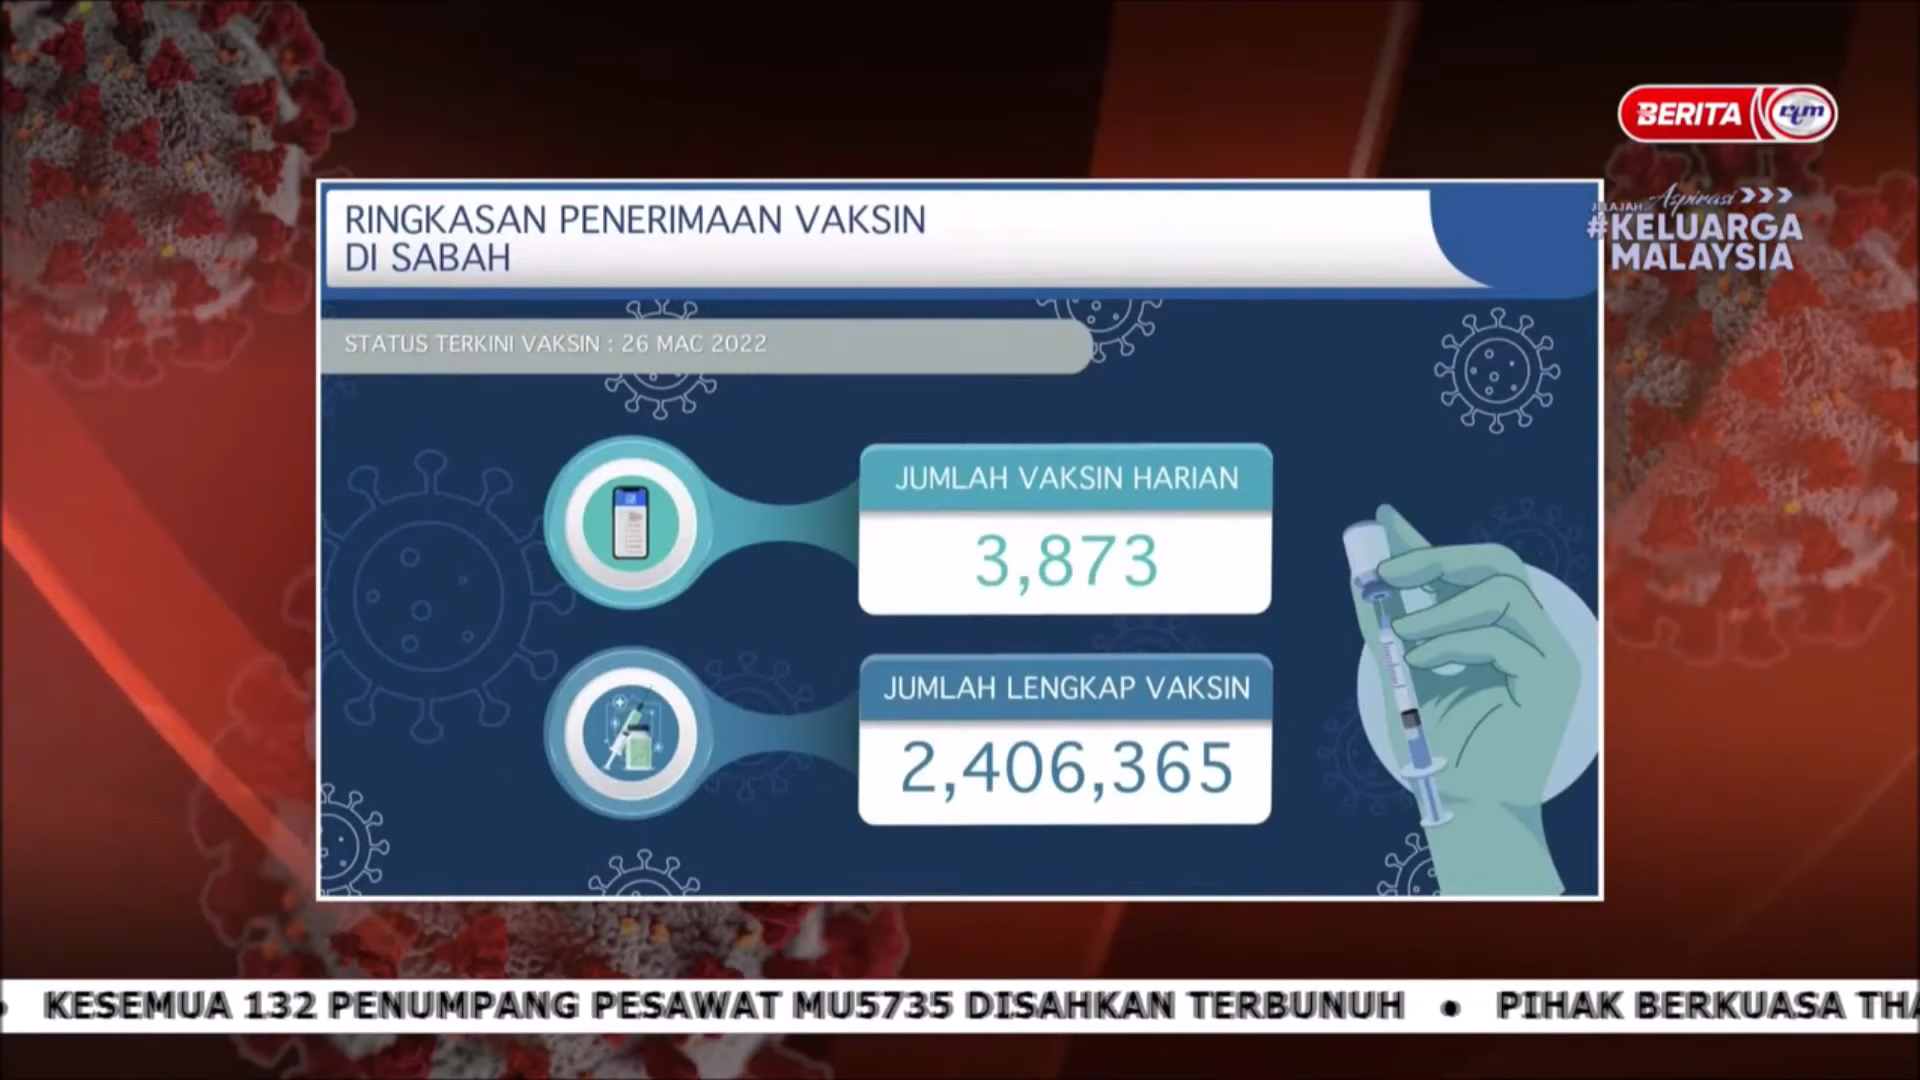 BERITA rtm
JELAJAH Aspirasi
#KELUARGA
MALAYSIA
RINGKASAN PENERIMAAN VAKSIN
DI SABAH
STATUS TERKINI VAKSIN : 26 MAC 2022
JUMLAH VAKSIN HARIAN
3,873
JUMLAH LENGKAP VAKSIN
2,406,365
• KESEMUA 132 PENUMPANG PESAWAT MU5735 DISAHKAN TERBUNUH • PIHAK BERKUASA THA